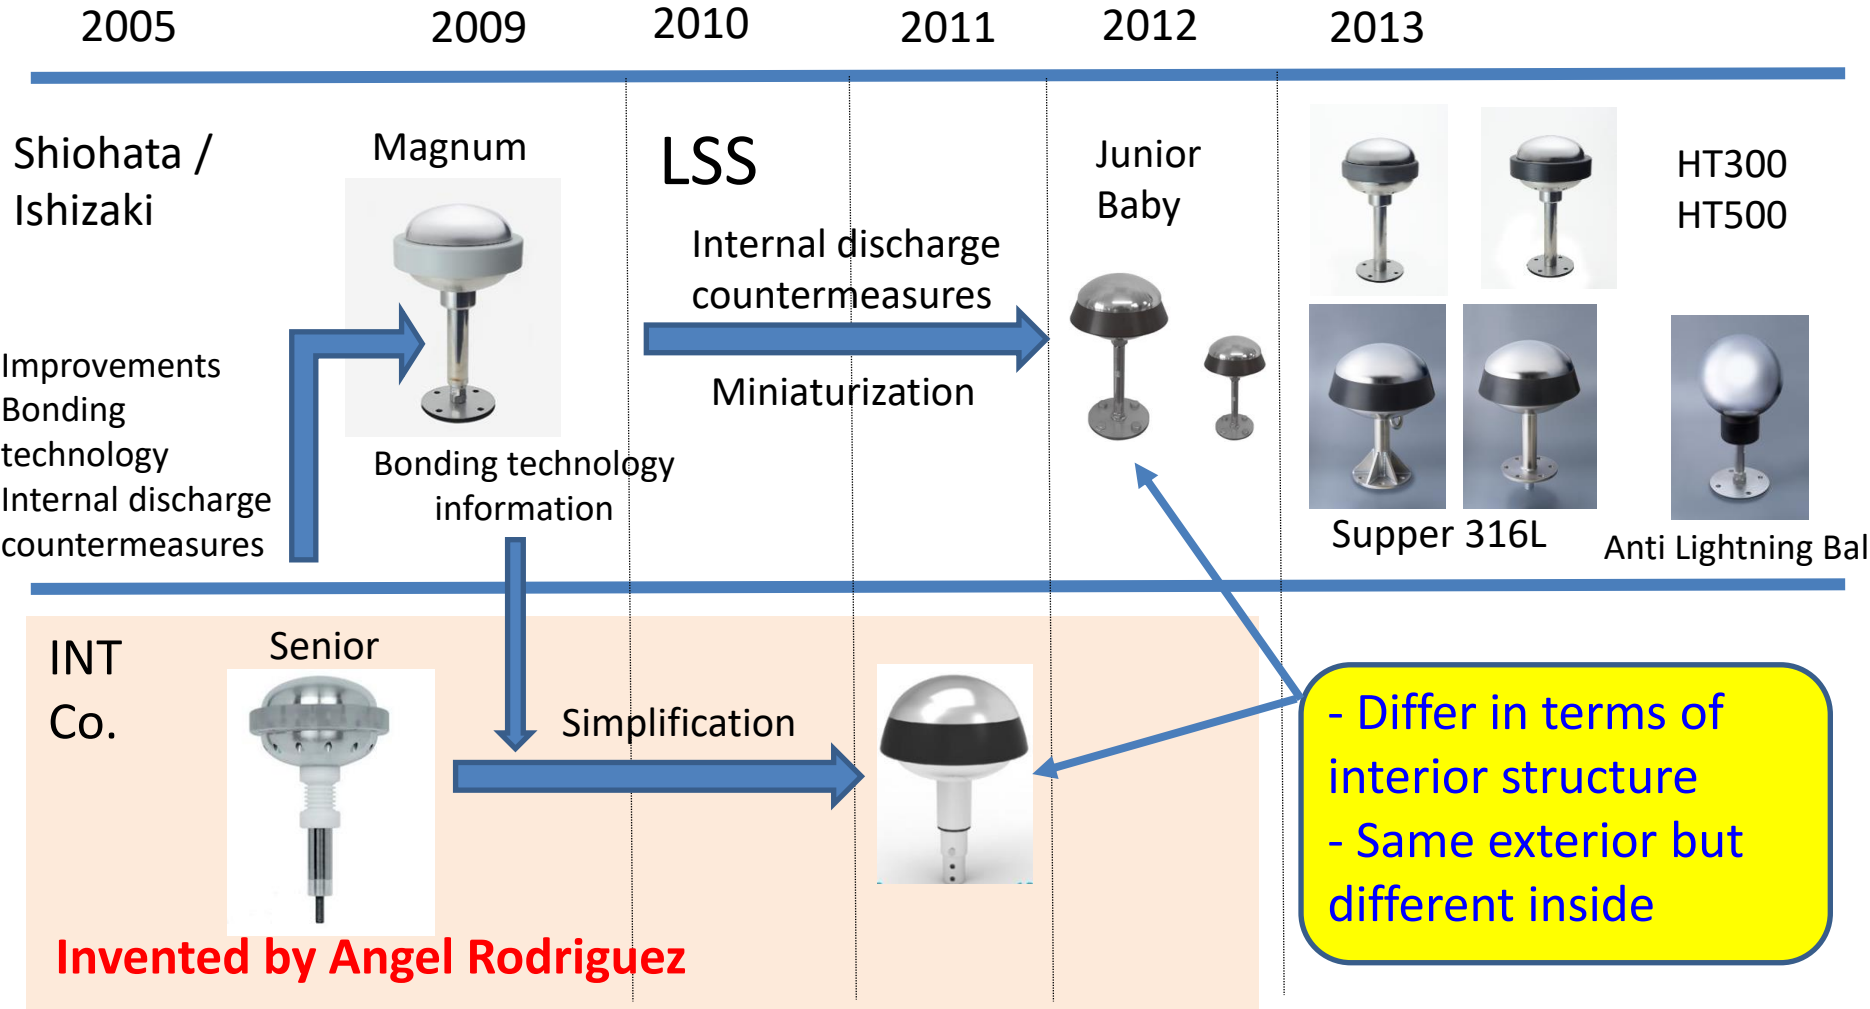 2005
2009
2010
2011
2012
2013
Shiohata /
Ishizaki
Magnum
LSS
Internal discharge
countermeasures
Miniaturization
Junior
Baby
HT300
HT500
Improvements
Bonding
technology
Internal discharge
countermeasures
Bonding technology
information
Supper 316L
Anti Lightning Bal
INT
Co.
Senior
Simplification
Invented by Angel Rodriguez
- Differ in terms of
interior structure
- Same exterior but
different inside